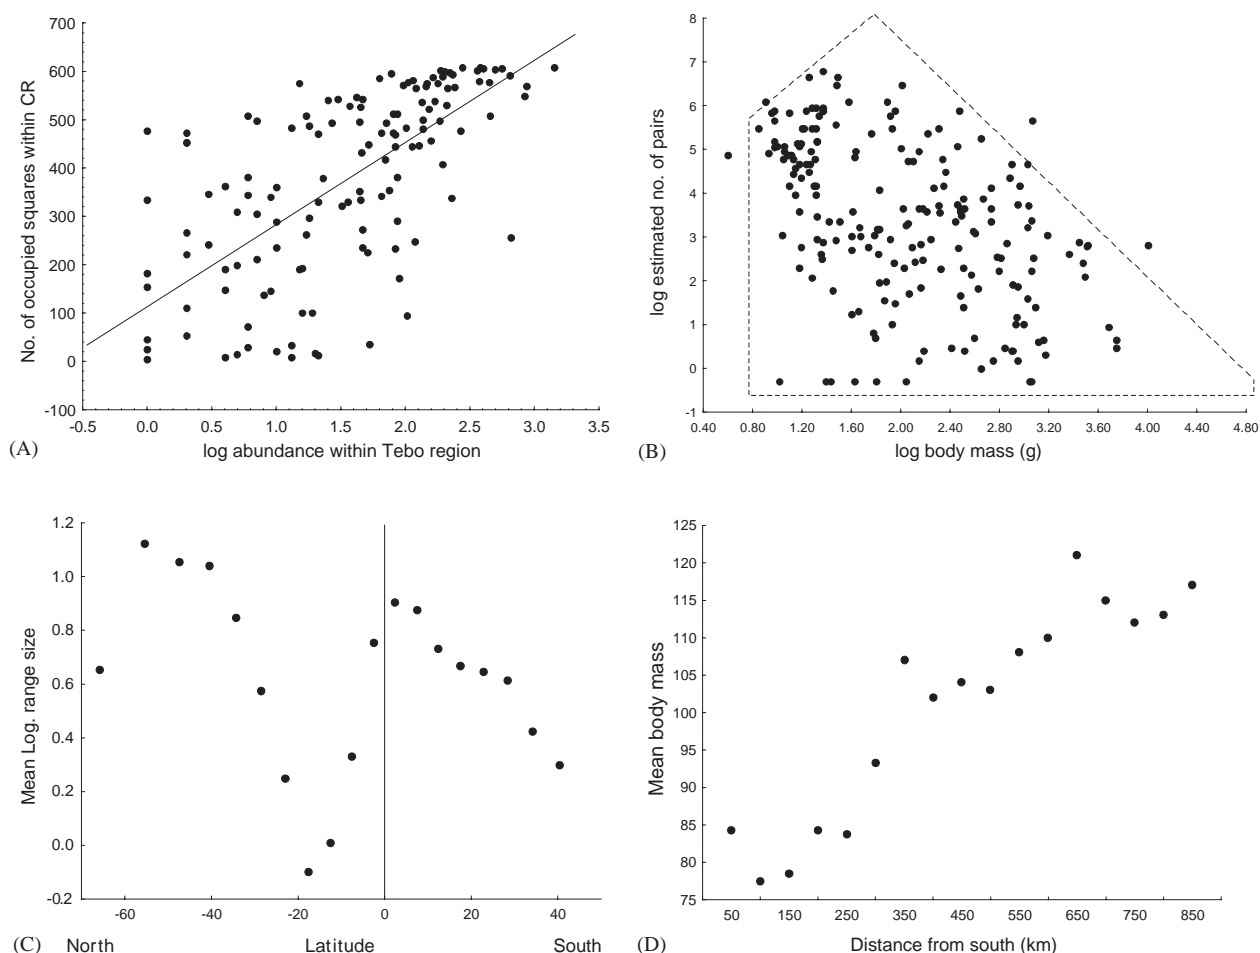 700
600
500
400
300
200
100
0
-100
-0.5 0.0 0.5 1.0 1.5 2.0 2.5 3.0 3.5
No. of occupied squares within CR
log abundance within Tebo region
(A)
8
7
6
5
4
3
2
1
0
-1
0.40 0.80 1.20 1.60 2.00 2.40 2.80 3.20 3.60 4.00 4.40 4.80
log estimated no. of pairs
log body mass (g)
(B)
1.2
1.0
0.8
0.6
0.4
0.2
0.0
-0.2
-60 -40 -20 0 20 40
Mean Log. range size
(C) North Latitude South
125
120
115
110
105
100
95
90
85
80
75
50 150 250 350 450 550 650 750 850
Mean body mass
(D) Distance from south (km)